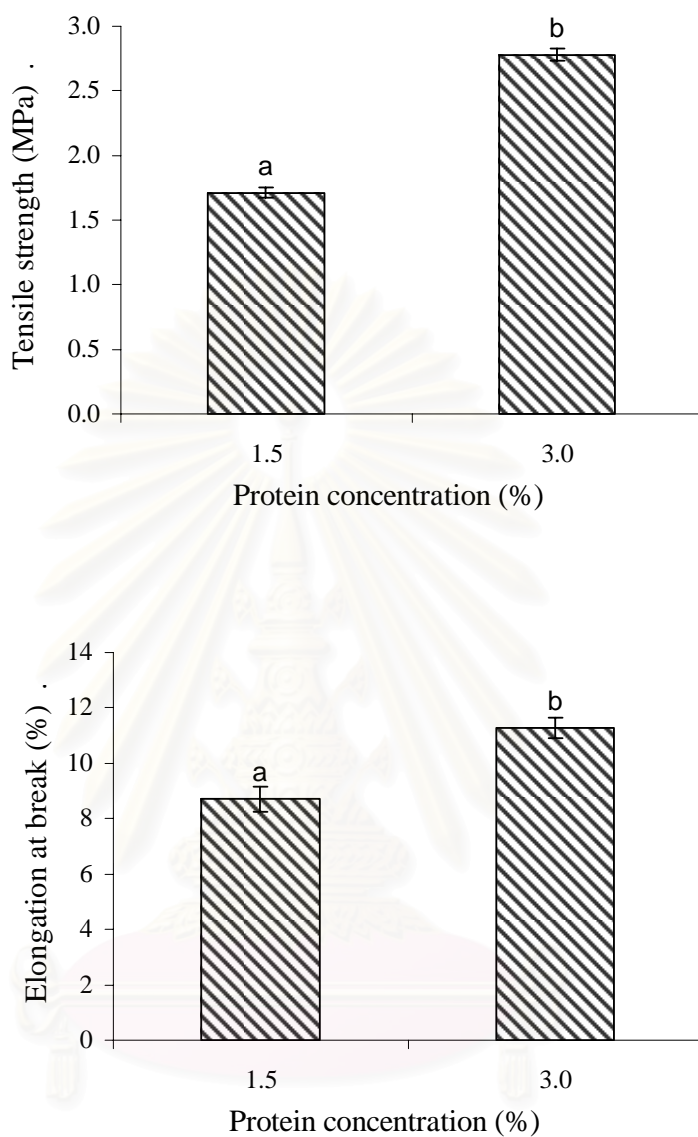 Tensile strength (MPa) .
3.0
2.5
2.0
1.5
1.0
0.5
0.0
a
b
1.5 3.0
Protein concentration (%)
Elongation at break (%) .
14
12
10
8
6
4
2
0
a
b
1.5 3.0
Protein concentration (%)